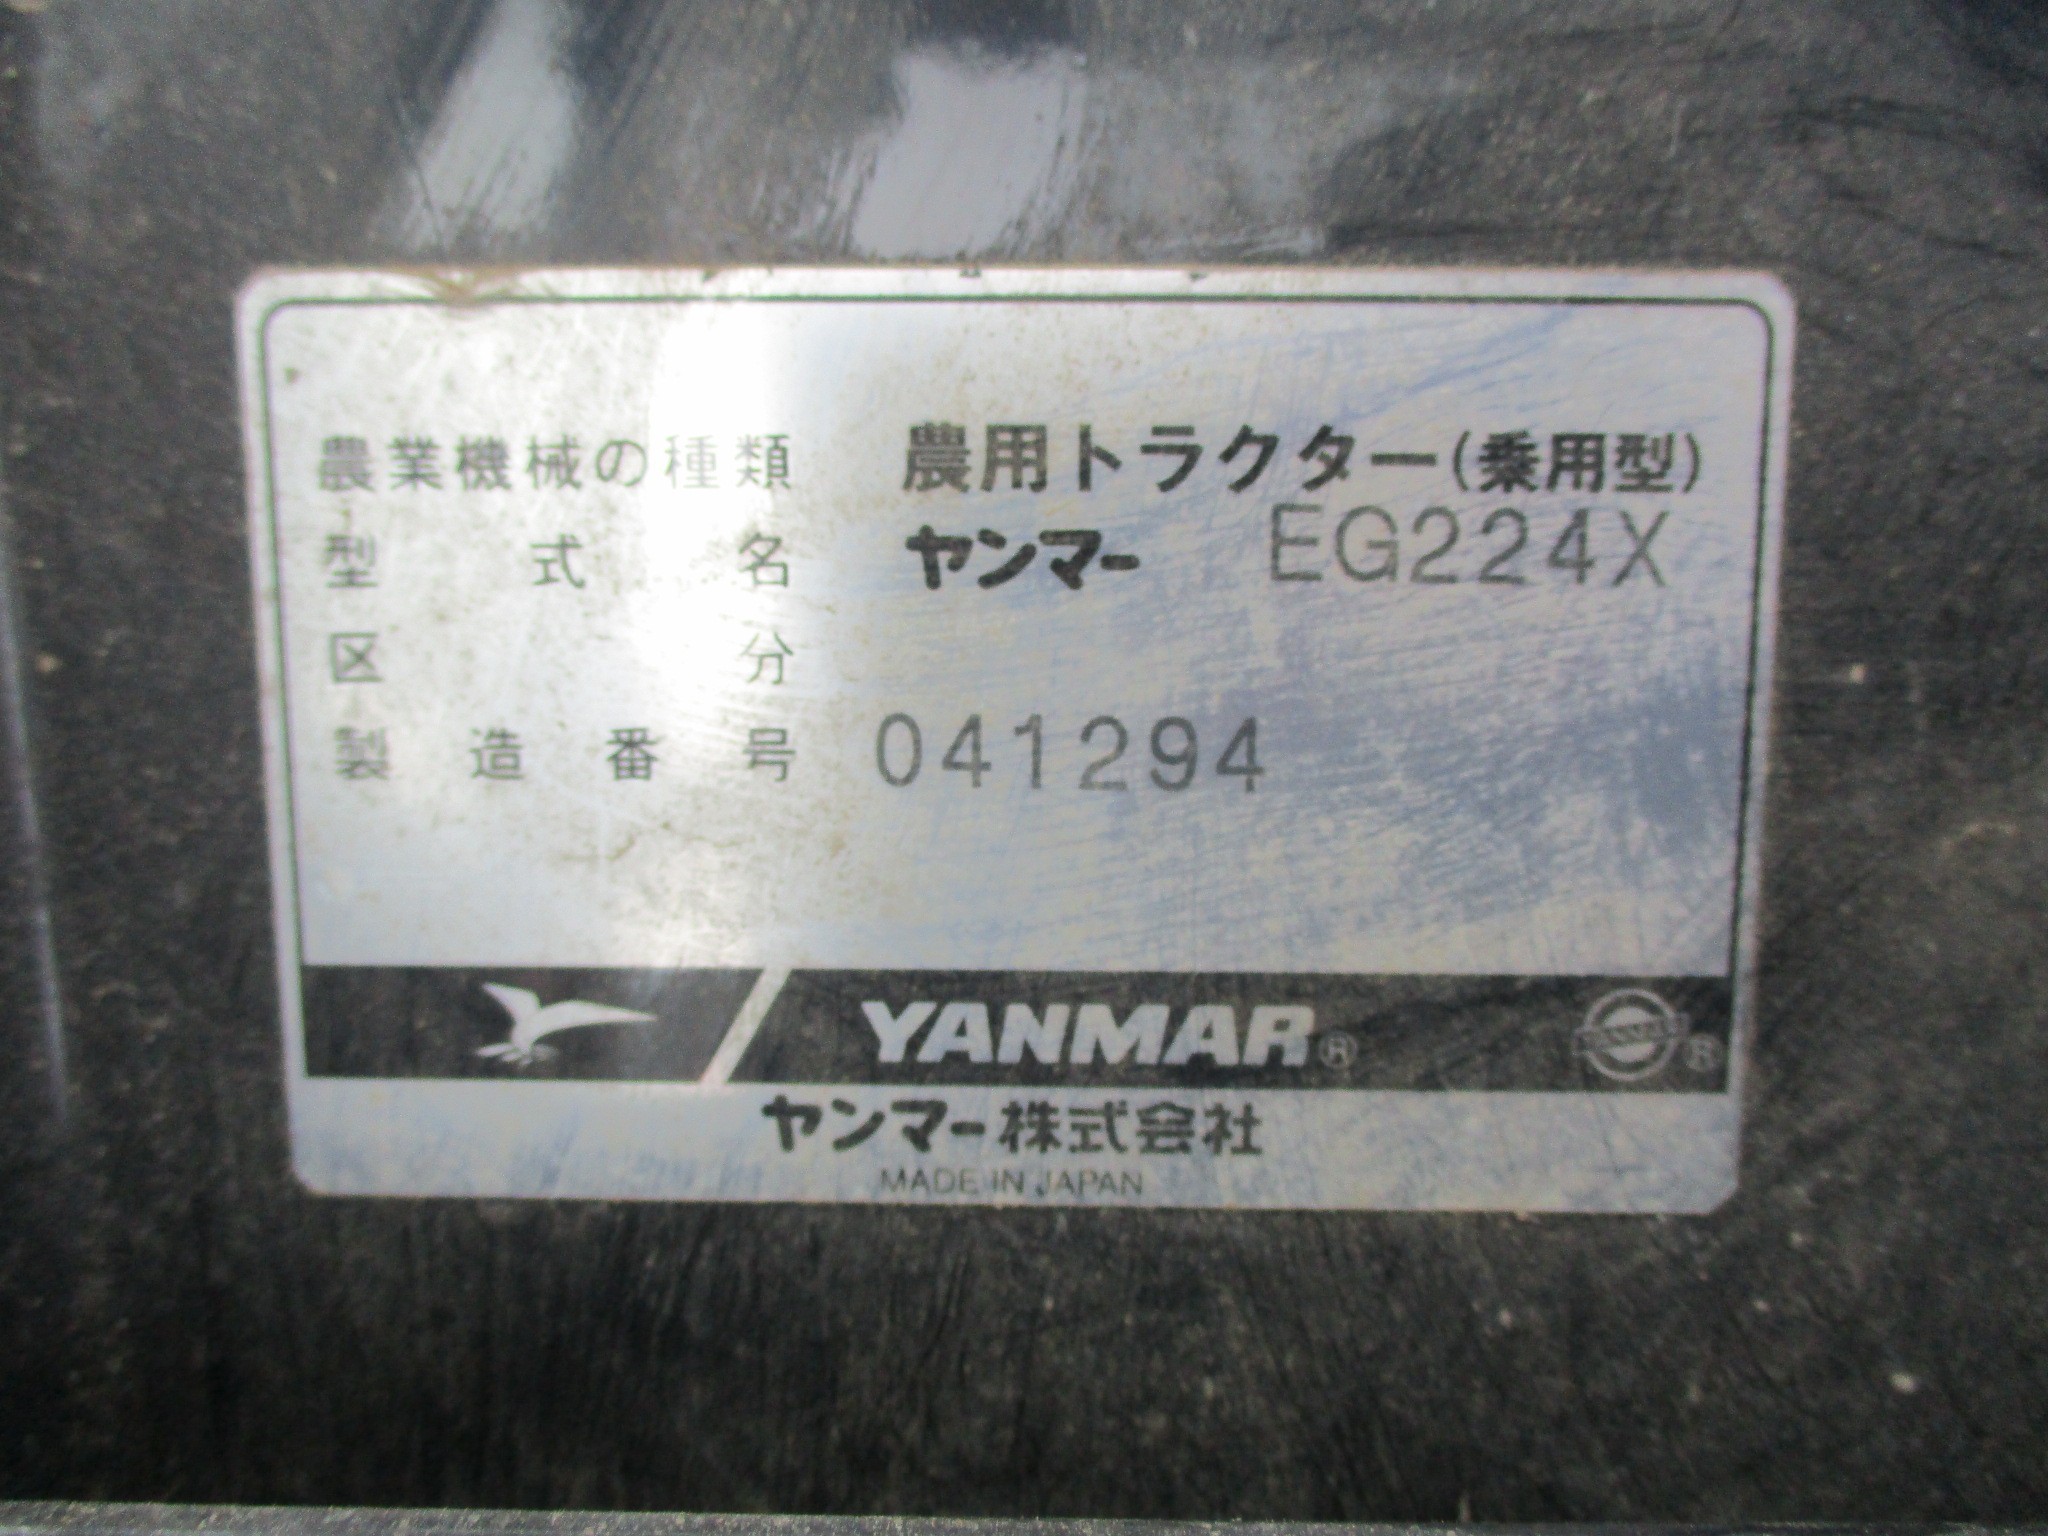 農業機械の種類 農用トラクター(乗用型)
型式名 ヤンマー EG224X
区分
製造番号 041294
YANMAR® ®
ヤンマー株式会社
MADE IN JAPAN